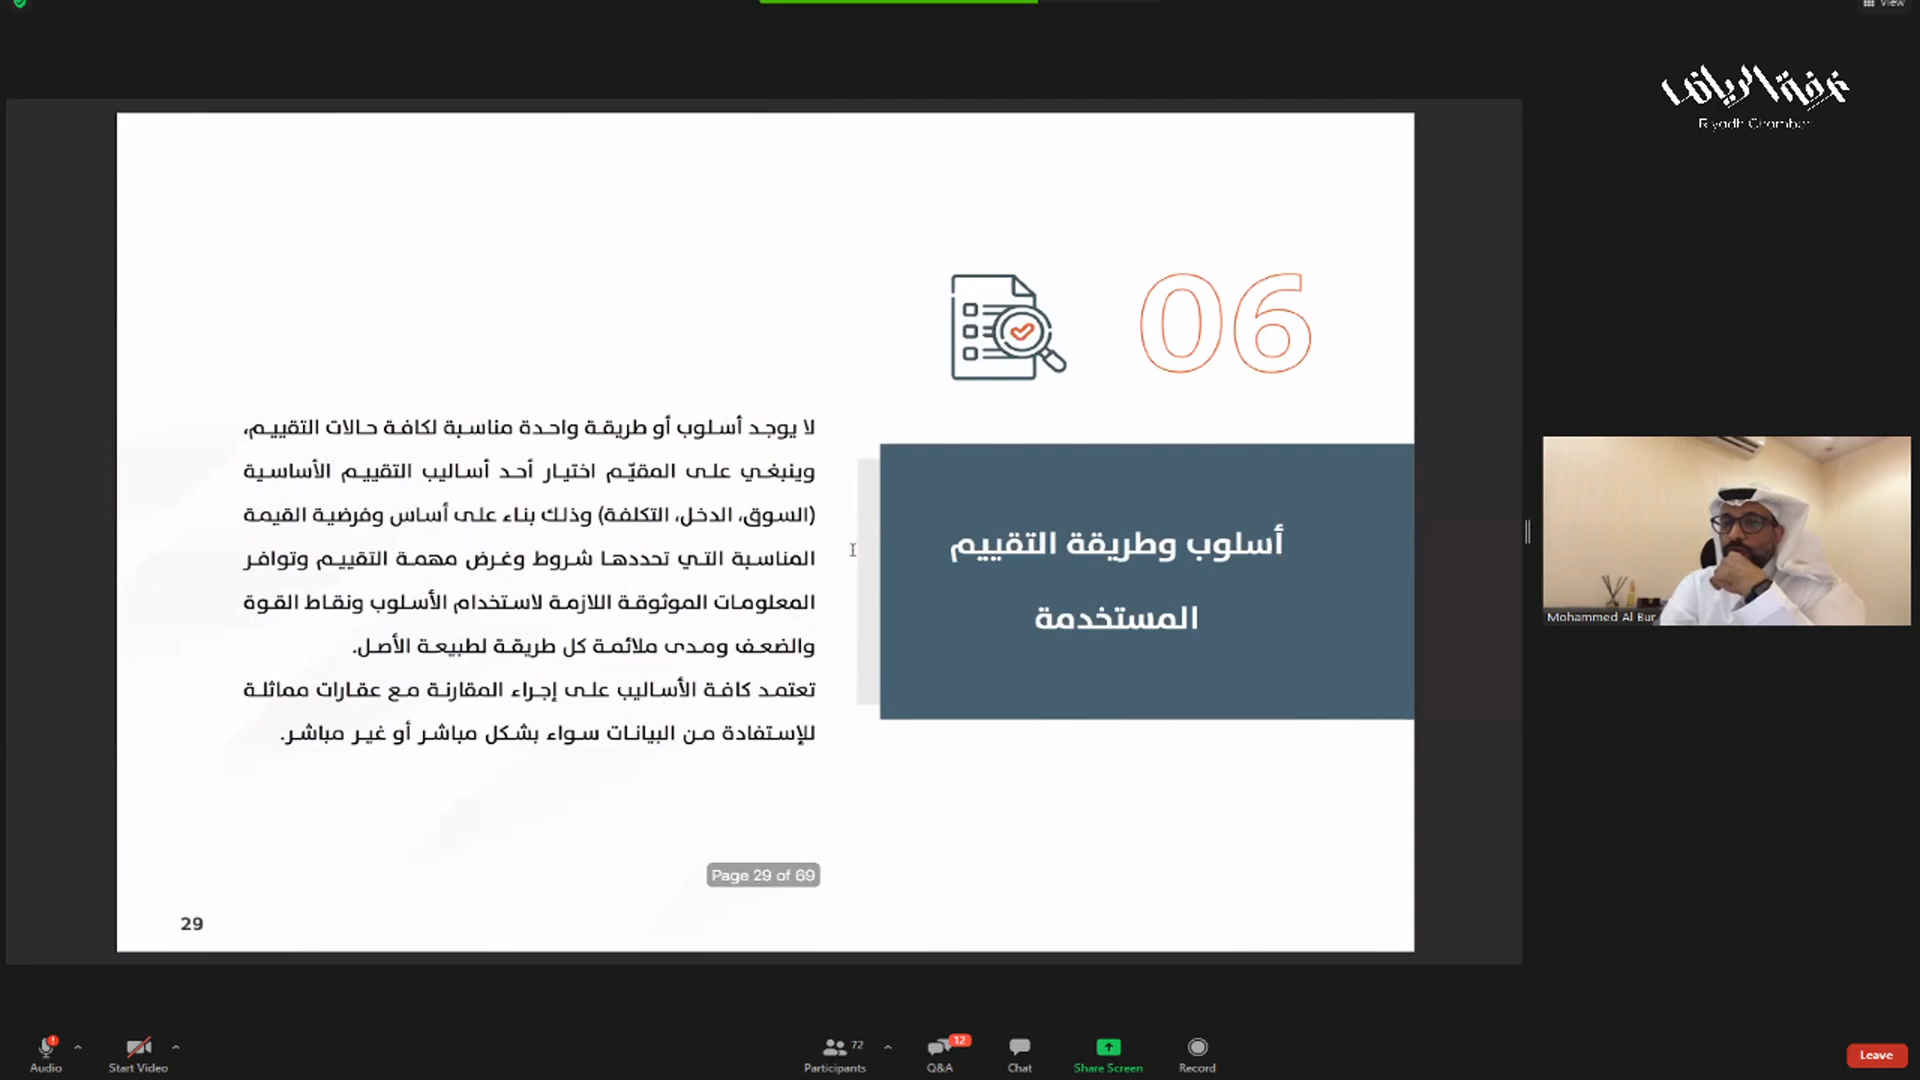 View
غرفة الرياض
Riyadh Chamber
06
أسلوب وطريقة التقييم
المستخدمة
لا يوجد أسلوب أو طريقة واحدة مناسبة لكافة حالات التقييم،
وينبغي على المقيّم اختيار أحد أساليب التقييم الأساسية
(السوق، الدخل، التكلفة) وذلك بناء على أساس وفرضية القيمة
المناسبة التي تحددها شروط وغرض مهمة التقييم وتوافر
المعلومات الموثوقة اللازمة لاستخدام الأسلوب ونقاط القوة
والضعف ومدى ملائمة كل طريقة لطبيعة الأصل.
تعتمد كافة الأساليب على إجراء المقارنة مع عقارات مماثلة
للإستفادة من البيانات سواء بشكل مباشر أو غير مباشر.
Page 29 of 69
29
Mohammed Al Bur
Audio
Start Video
72
Participants
12
Q&A
Chat
Share Screen
Record
Leave